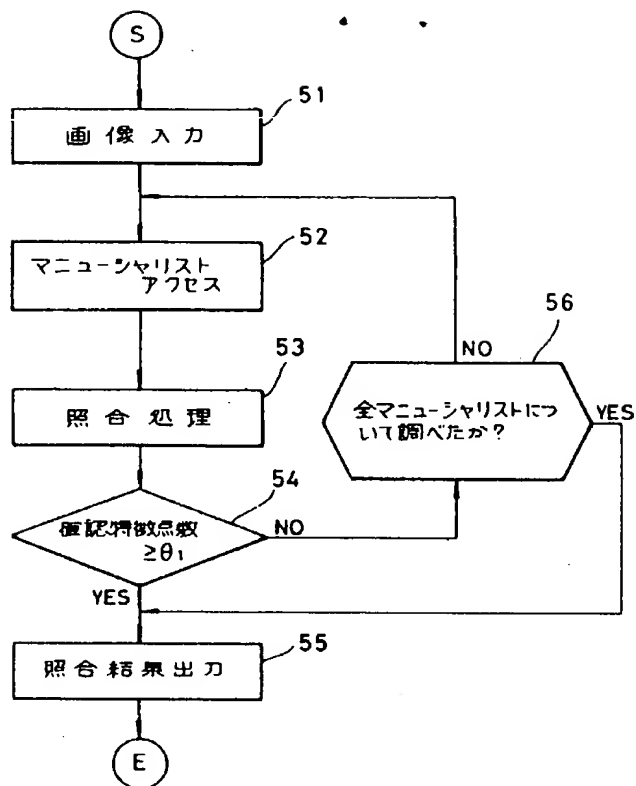 S
51
画像入力
52
マニューシャリスト
アクセス
53
照合処理
54
確認特徴点数
≥θ1
NO
YES
56
NO
全マニューシャリストにつ
いて調べたか?
YES
55
照合結果出力
E